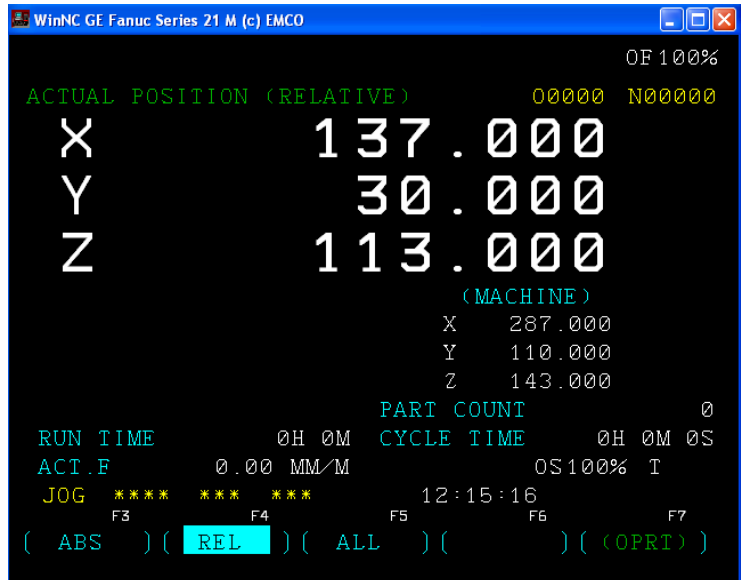 WinNC GE Fanuc Series 21 M (c) EMCO
OF100%
ACTUAL POSITION (RELATIVE) O0000 N00000
X 137.000
Y 30.000
Z 113.000
(MACHINE)
X 287.000
Y 110.000
Z 143.000
PART COUNT 0
RUN TIME 0H 0M CYCLE TIME 0H 0M 0S
ACT.F 0.00 MM/M OS100% T
JOG **** *** *** 12:15:16
F3 F4 F5 F6 F7
( ABS )( REL )( ALL )( )( (OPRT) )